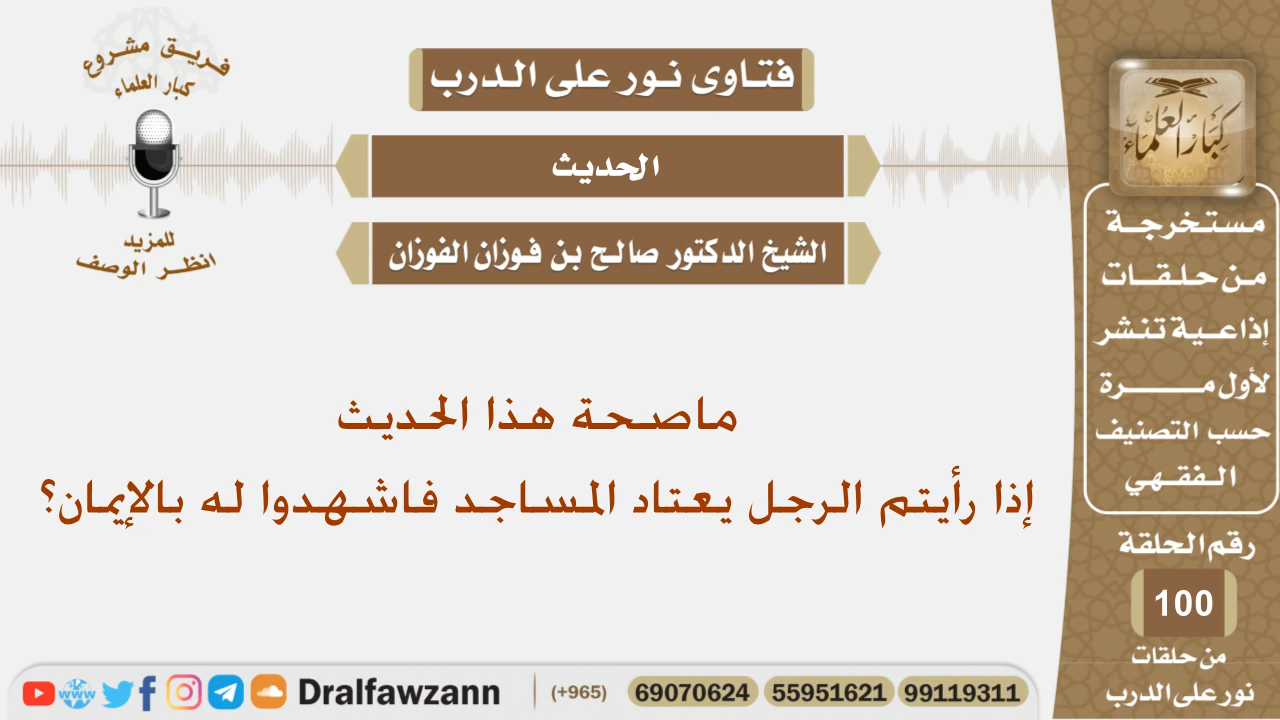 فريق مشروع
كبار العلماء
للمزيد
انظر الوصف
فتاوى نور على الدرب
الحديث
الشيخ الدكتور صالح بن فوزان الفوزان
ماصحة هذا الحديث
إذا رأيتم الرجل يعتاد المساجد فاشهدوا له بالإيمان؟
كبار العلماء
مستخرجة
من حلقات
إذاعية تنشر
لأول مرة
حسب التصنيف
الفقهي
رقم الحلقة
100
من حلقات
نور على الدرب
www Dralfawzann (+965) 69070624 55951621 99119311